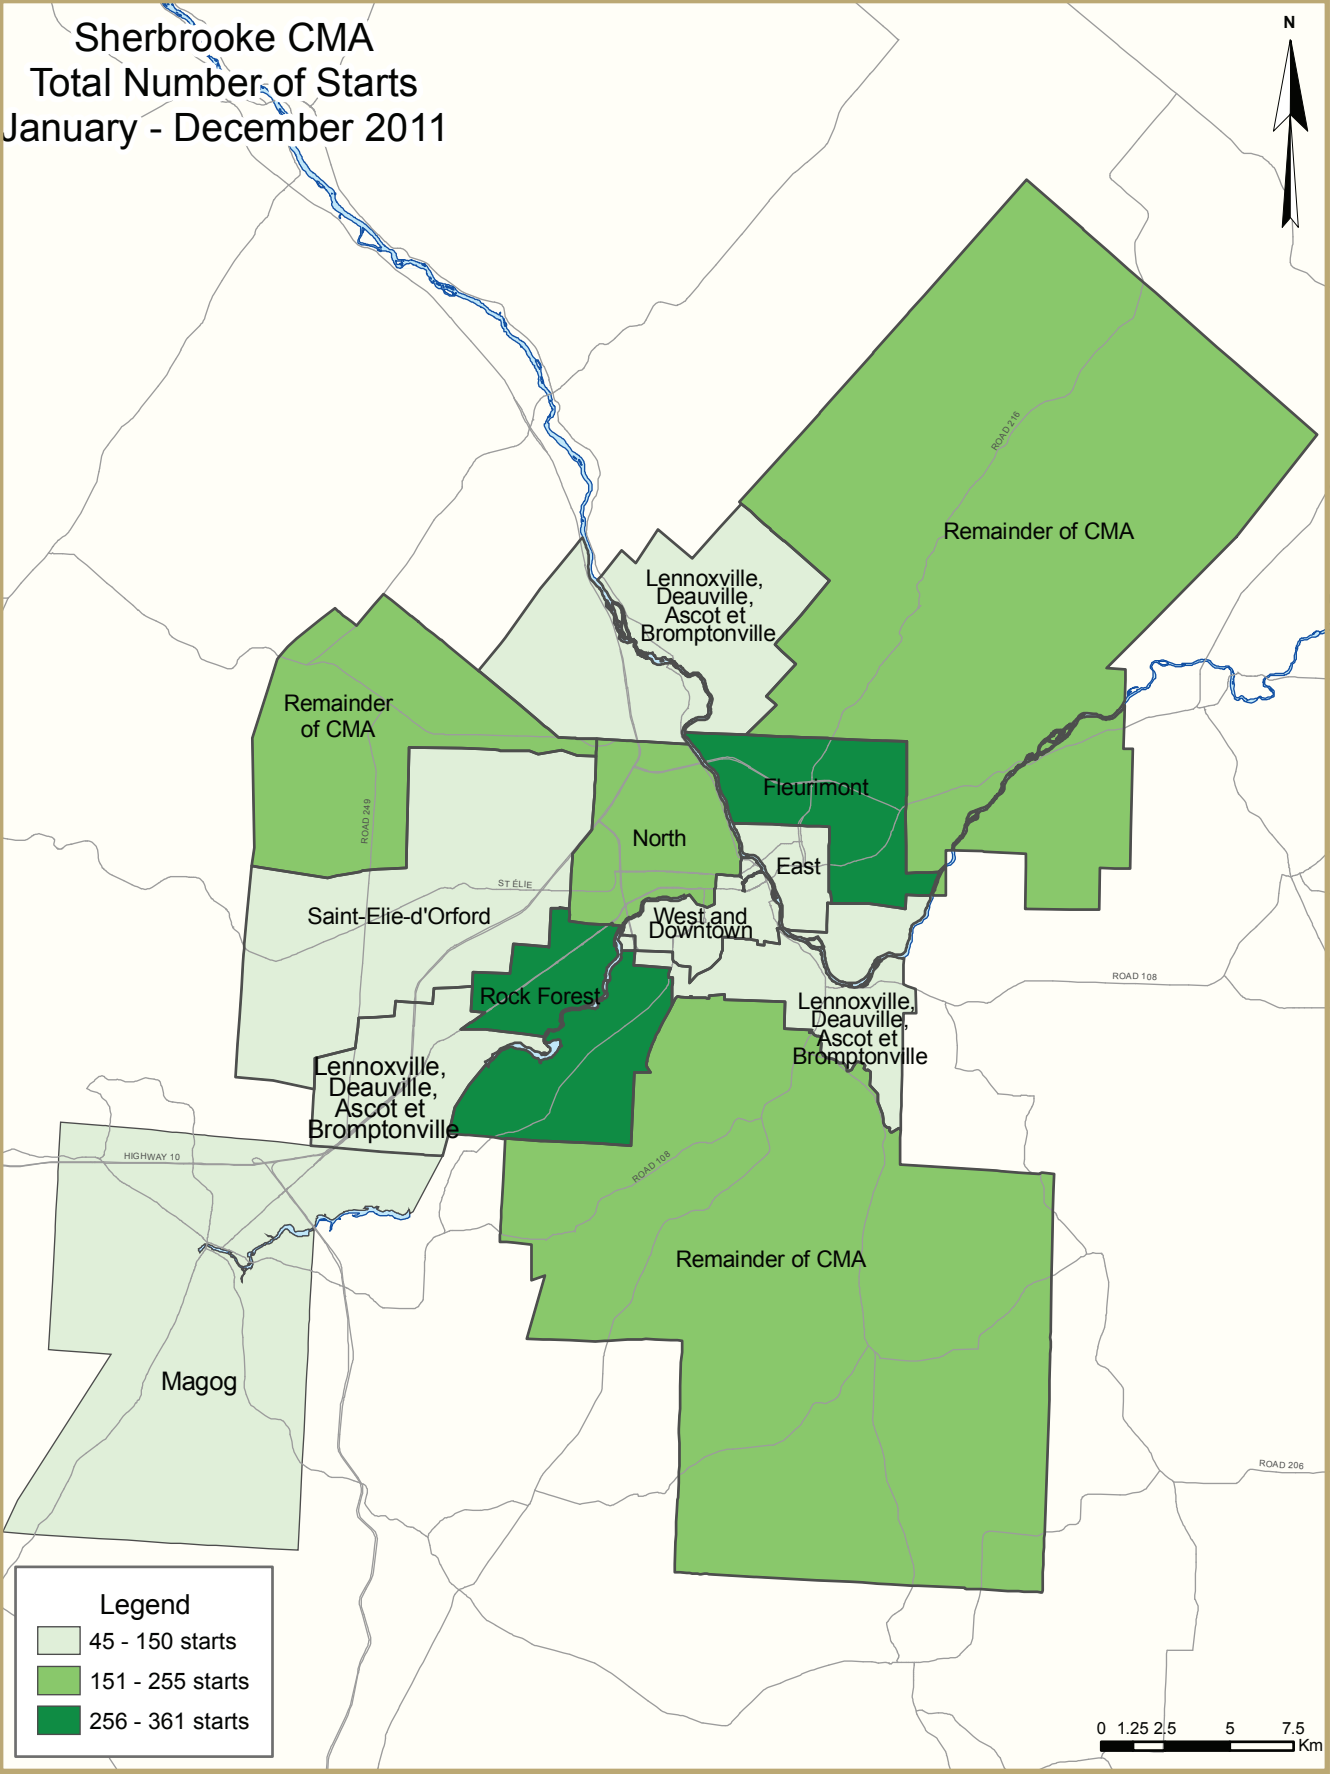 Sherbrooke CMA
Total Number of Starts
January - December 2011
N
ROAD 216
Remainder of CMA
Lennoxville,
Deauville,
Ascot et
Bromptonville
Remainder
of CMA
ROAD 249
Fleurimont
North
East
ST ÉLIE
Saint-Elie-d'Orford
West and
Downtown
ROAD 108
Rock Forest
Lennoxville,
Deauville,
Ascot et
Bromptonville
Lennoxville,
Deauville,
Ascot et
Bromptonville
HIGHWAY 10
ROAD 108
Remainder of CMA
Magog
ROAD 206
Legend
45 - 150 starts
151 - 255 starts
256 - 361 starts
0 1.25 2.5 5 7.5
Km